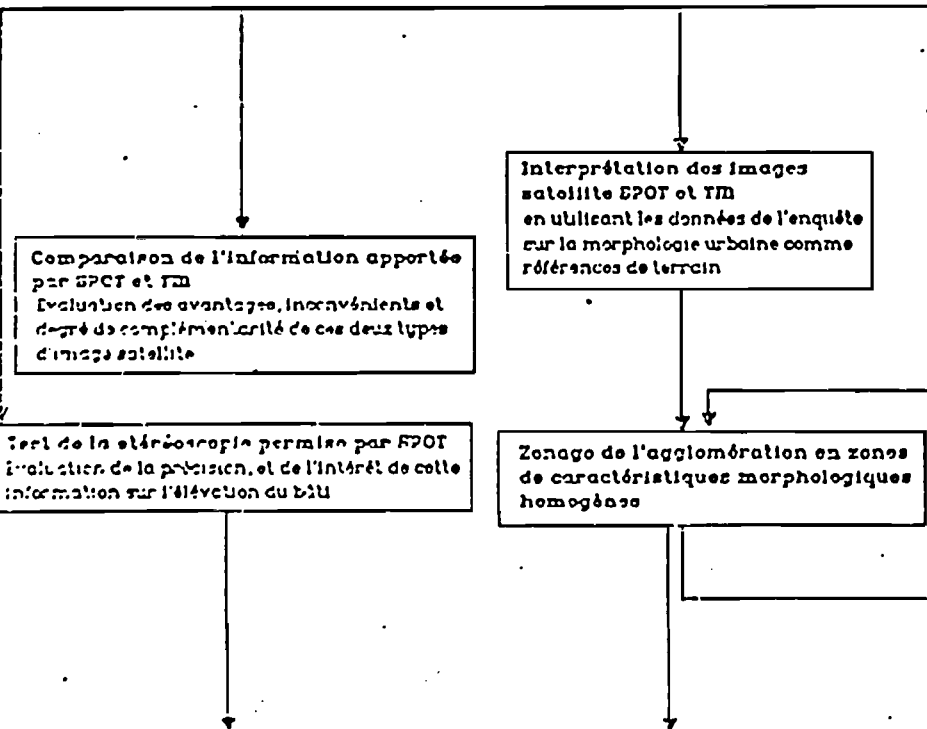 Interprétation des images
satellite SPOT et TM
en utilisant les données de l'enquête
sur la morphologie urbaine comme
références de terrain
Comparaison de l'information apportée
par SPOT et TM
Evaluation des avantages, inconvénients et
degré de complémentarité de ces deux types
d'image satellite
Test de la stéréoscopie permise par SPOT
Evaluation de la précision, et de l'intérêt de cette
information sur l'élévation du bâti
Zonage de l'agglomération en zones
de caractéristiques morphologiques
homogènes